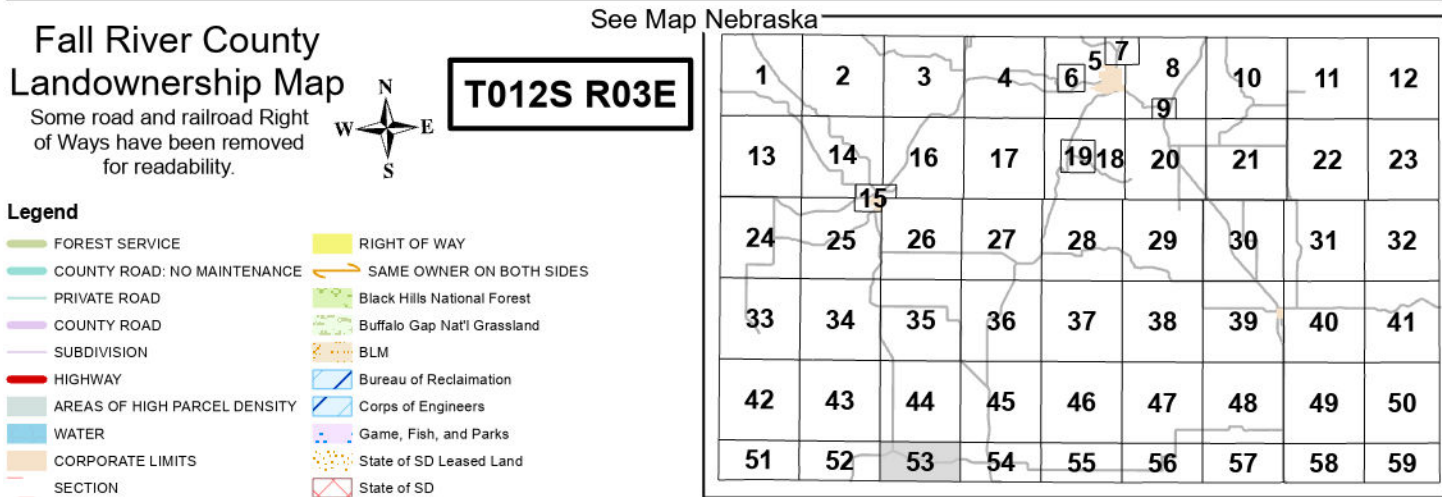 See Map Nebraska
Fall River County
Landownership Map
Some road and railroad Right
of Ways have been removed
for readability.
N
W E
S
T012S R03E
Legend
FOREST SERVICE
COUNTY ROAD: NO MAINTENANCE
PRIVATE ROAD
COUNTY ROAD
SUBDIVISION
HIGHWAY
AREAS OF HIGH PARCEL DENSITY
WATER
CORPORATE LIMITS
SECTION
RIGHT OF WAY
SAME OWNER ON BOTH SIDES
Black Hills National Forest
Buffalo Gap Nat'l Grassland
BLM
Bureau of Reclaimation
Corps of Engineers
Game, Fish, and Parks
State of SD Leased Land
State of SD
1 2 3 4 5 6 7 8 9 10 11 12
13 14 15 16 17 19 18 20 21 22 23
24 25 26 27 28 29 30 31 32
33 34 35 36 37 38 39 40 41
42 43 44 45 46 47 48 49 50
51 52 53 54 55 56 57 58 59